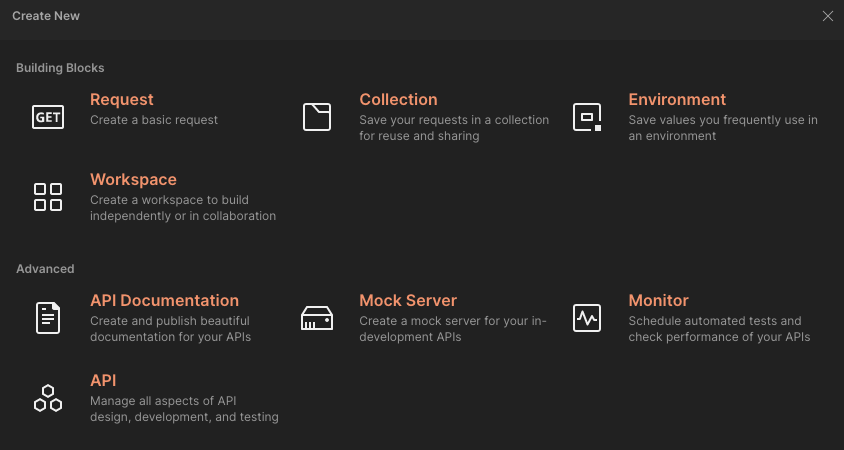 Create New
Building Blocks
GET
Request
Create a basic request
Collection
Save your requests in a collection
for reuse and sharing
Environment
Save values you frequently use in
an environment
Workspace
Create a workspace to build
independently or in collaboration
Advanced
API Documentation
Create and publish beautiful
documentation for your APIs
Mock Server
Create a mock server for your in-
development APIs
Monitor
Schedule automated tests and
check performance of your APIs
API
Manage all aspects of API
design, development, and testing